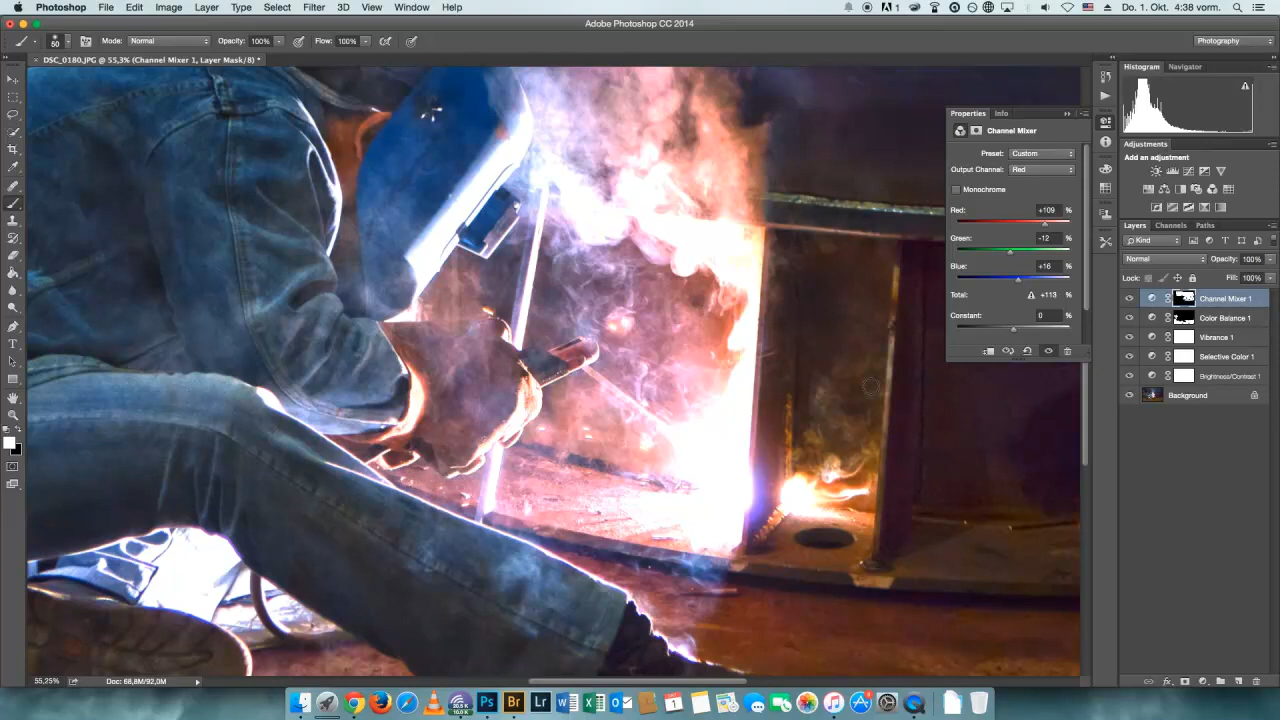 Photoshop File Edit Image Layer Type Select Filter 3D View Window Help
1 Do. 1. Okt. 4:38 vorm.
Adobe Photoshop CC 2014
50 Mode: Normal Opacity: 100% Flow: 100% Photography
DSC_0180.JPG @ 55,3% (Channel Mixer 1, Layer Mask/8) *
Histogram Navigator
Properties Info
Channel Mixer
Preset: Custom
Output Channel: Red
Monochrome
Red: +109 %
Green: -12 %
Blue: +16 %
Total: +113 %
Constant: 0 %
Adjustments
Add an adjustment
Layers Channels Paths
Kind
Normal Opacity: 100%
Lock: Fill: 100%
Channel Mixer 1
Color Balance 1
Vibrance 1
Selective Color 1
Brightness/Contrast 1
Background
55,25% Doc: 68,8M/92,0M
Ps Br Lr